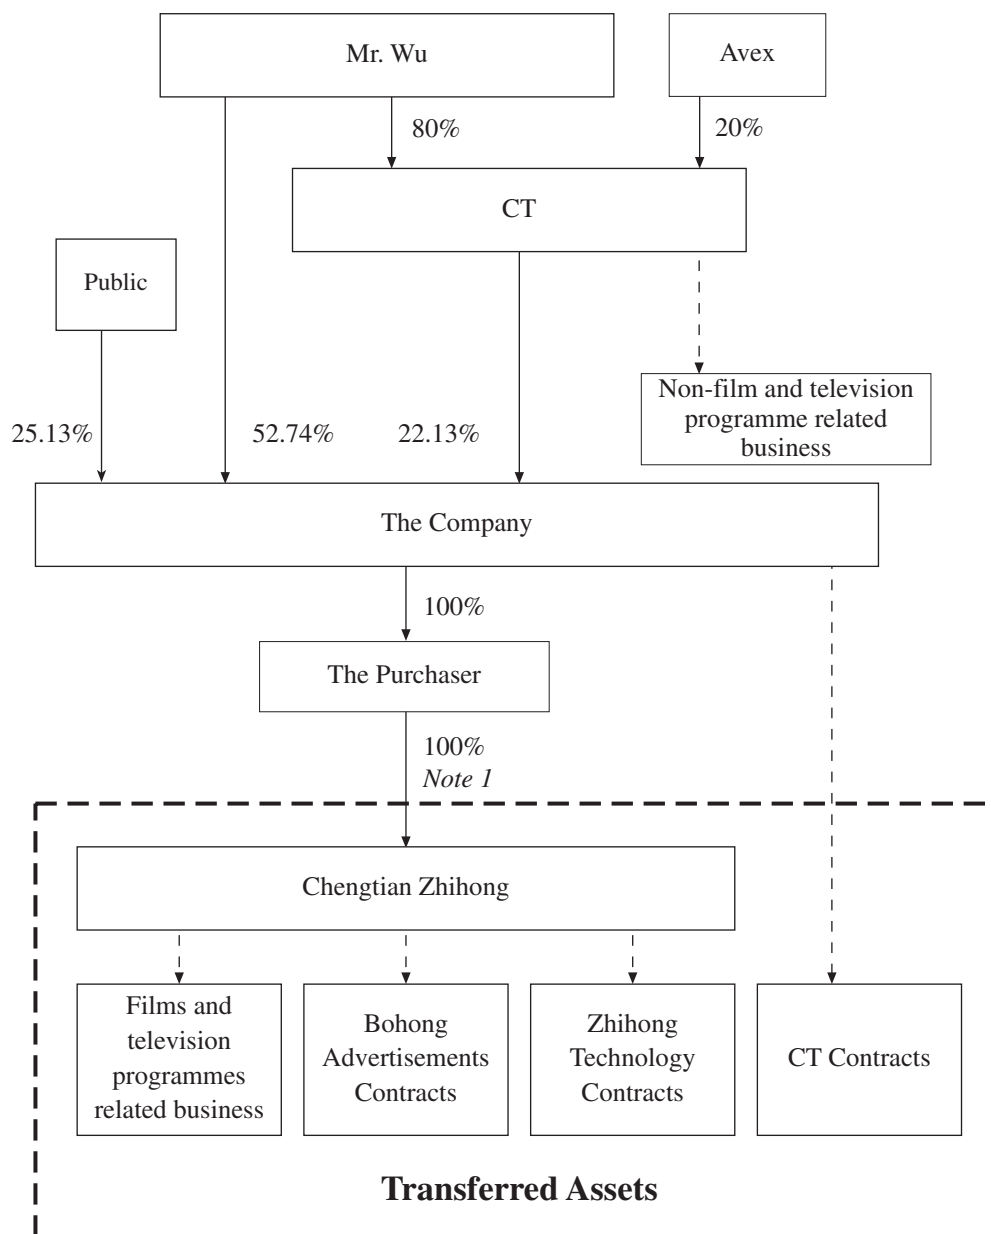 Mr. Wu
Avex
80%
20%
CT
Public
Non-film and television
programme related
business
25.13%
52.74%
22.13%
The Company
100%
The Purchaser
100%
Note 1
Chengtian Zhihong
Films and
television
programmes
related business
Bohong
Advertisements
Contracts
Zhihong
Technology
Contracts
CT Contracts
Transferred Assets